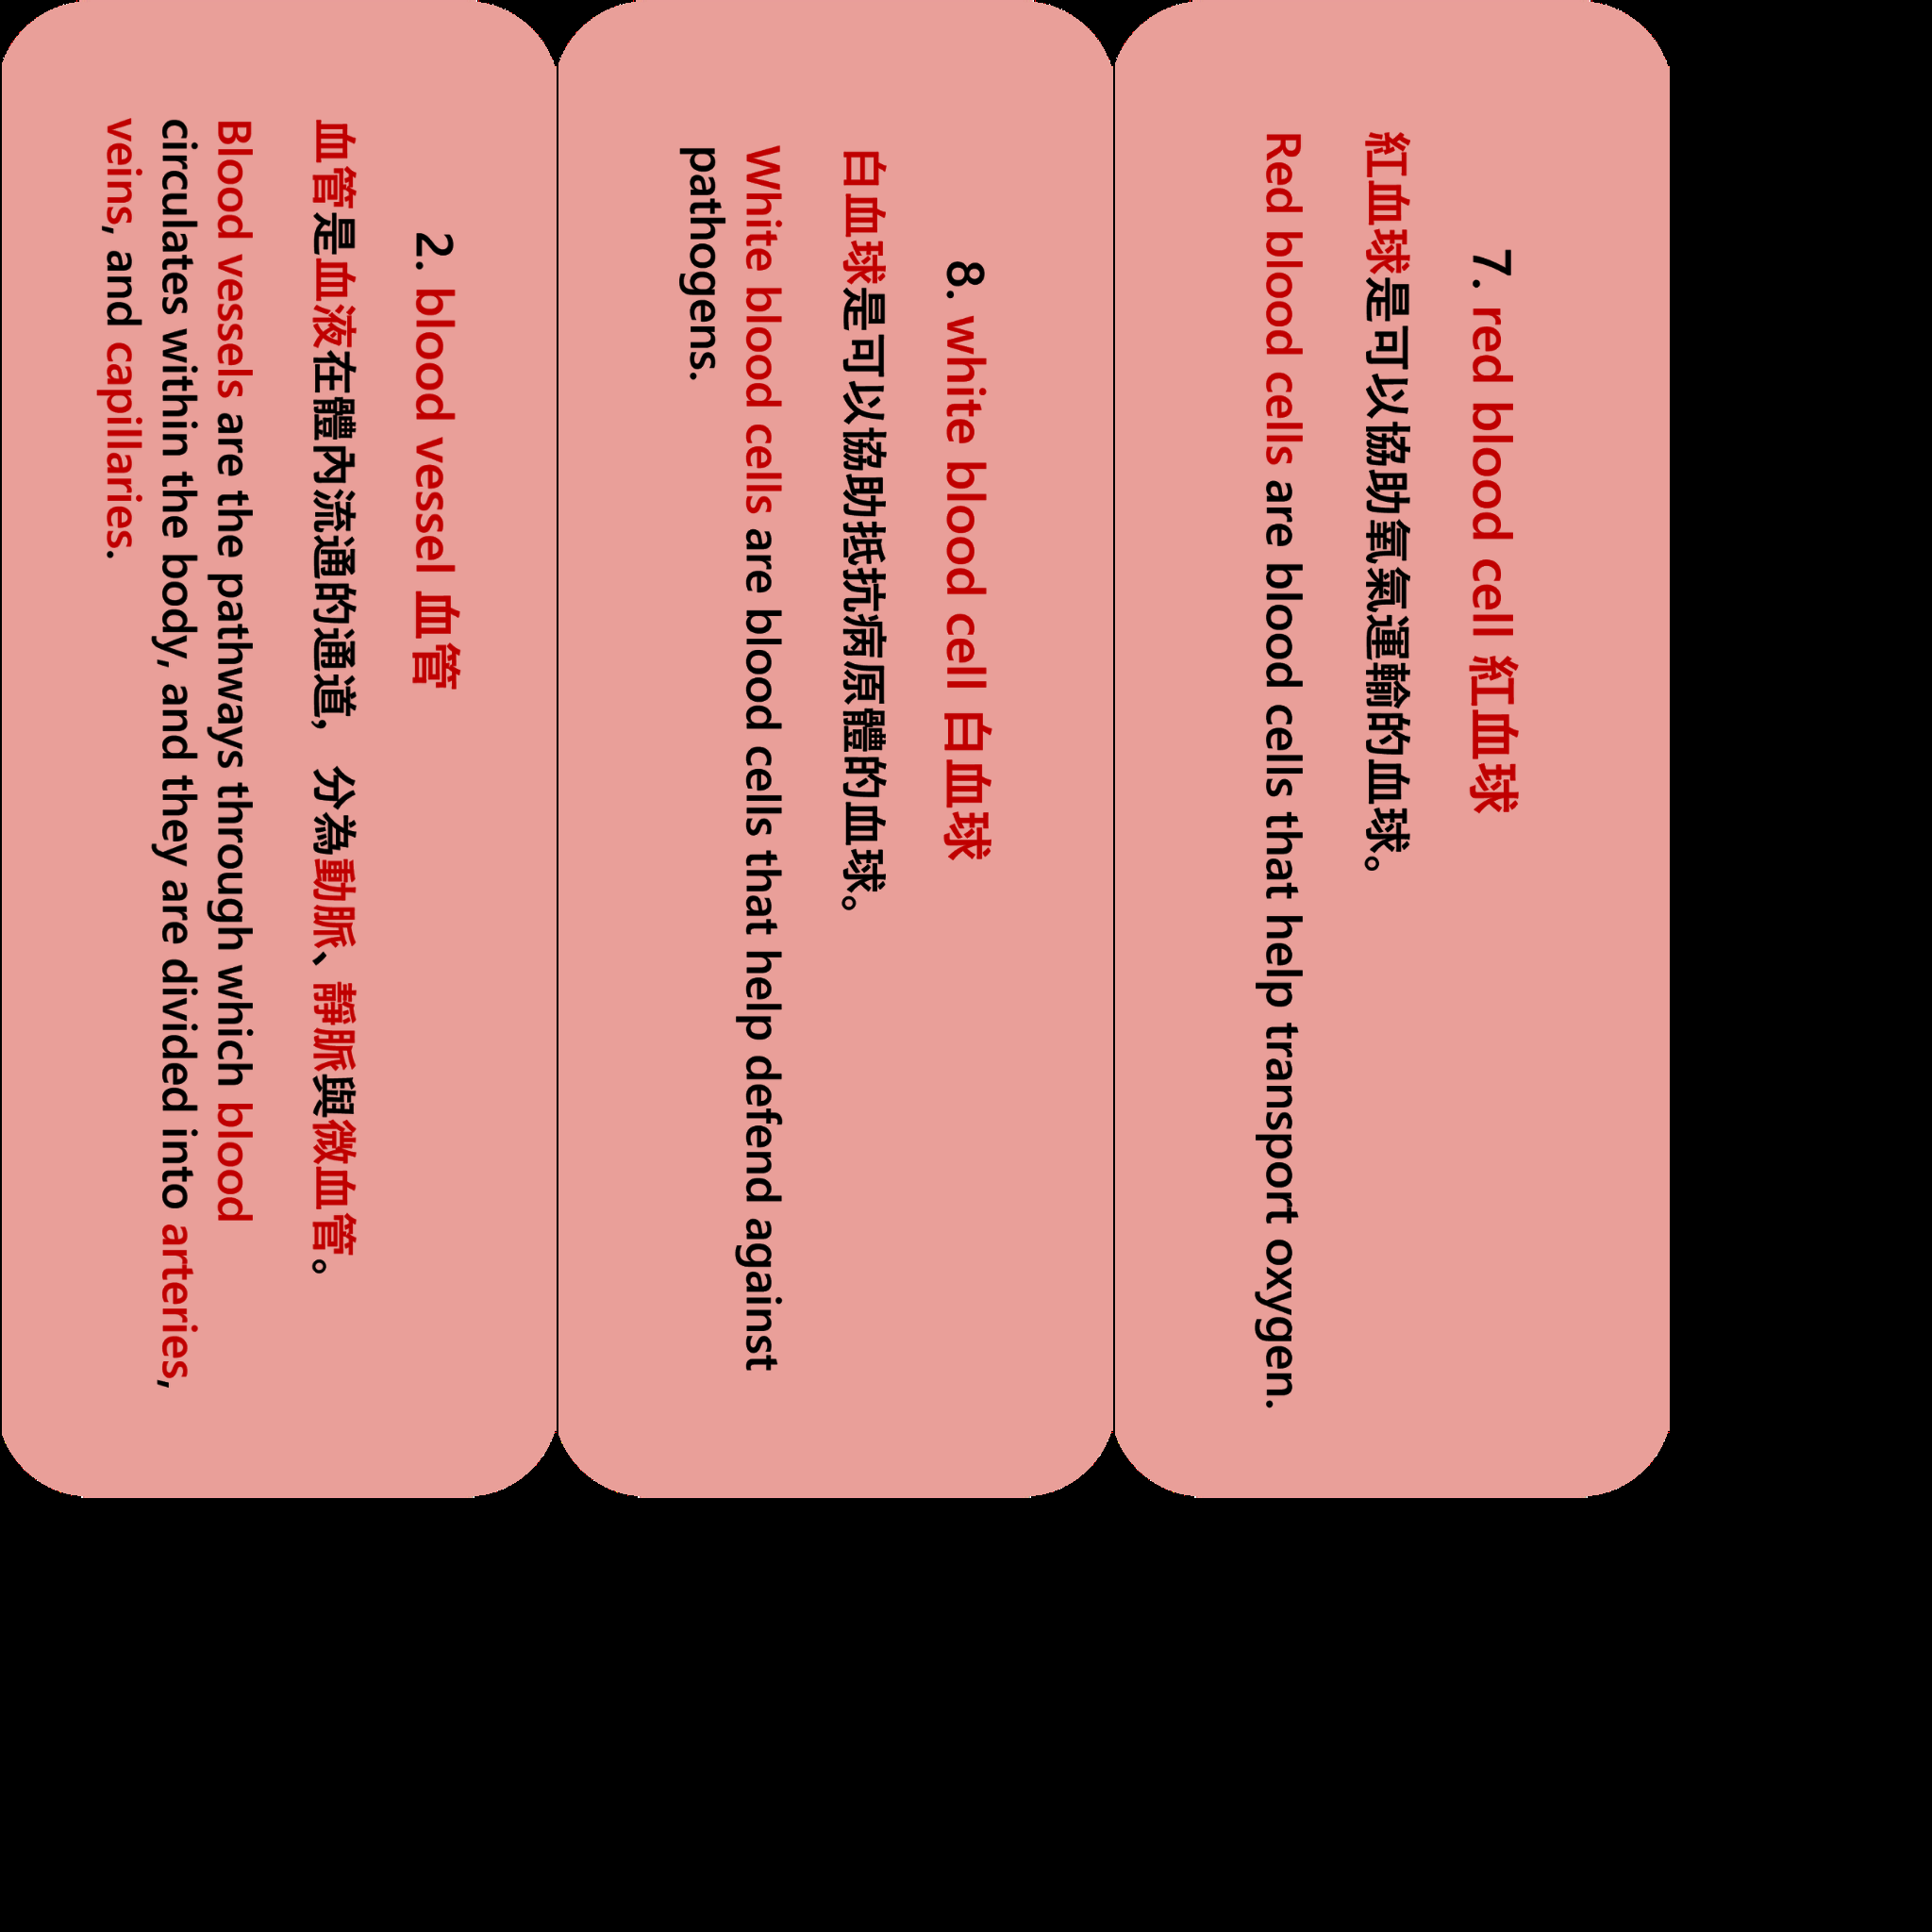 2. blood vessel 血管
血管是血液在體內流通的通道，分為動脈、靜脈與微血管。
Blood vessels are the pathways through which blood
circulates within the body, and they are divided into arteries,
veins, and capillaries.
8. white blood cell 白血球
白血球是可以協助抵抗病原體的血球。
White blood cells are blood cells that help defend against
pathogens.
7. red blood cell 紅血球
紅血球是可以協助氧氣運輸的血球。
Red blood cells are blood cells that help transport oxygen.